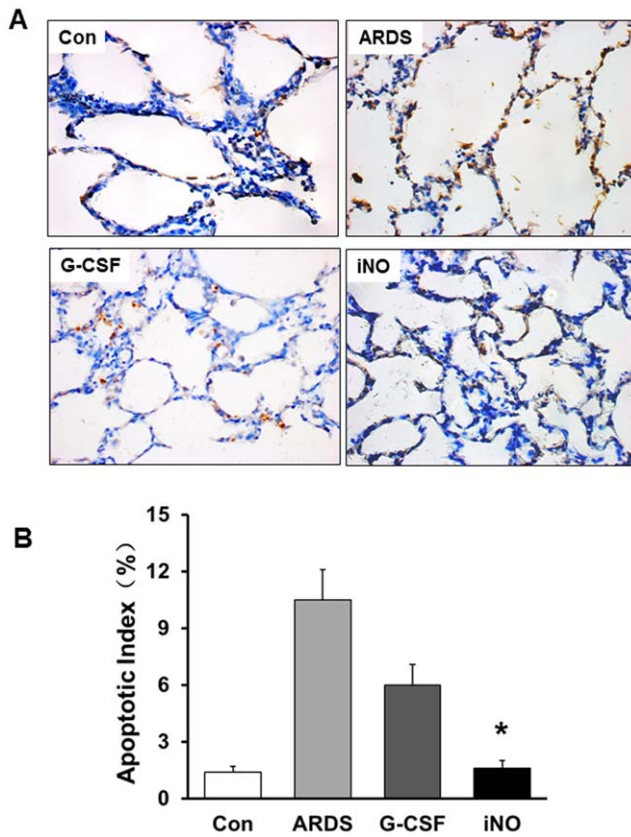 A
Con
ARDS
G-CSF
iNO
B
Apoptotic Index（%）
15
12
9
6
3
0
*
Con
ARDS
G-CSF
iNO